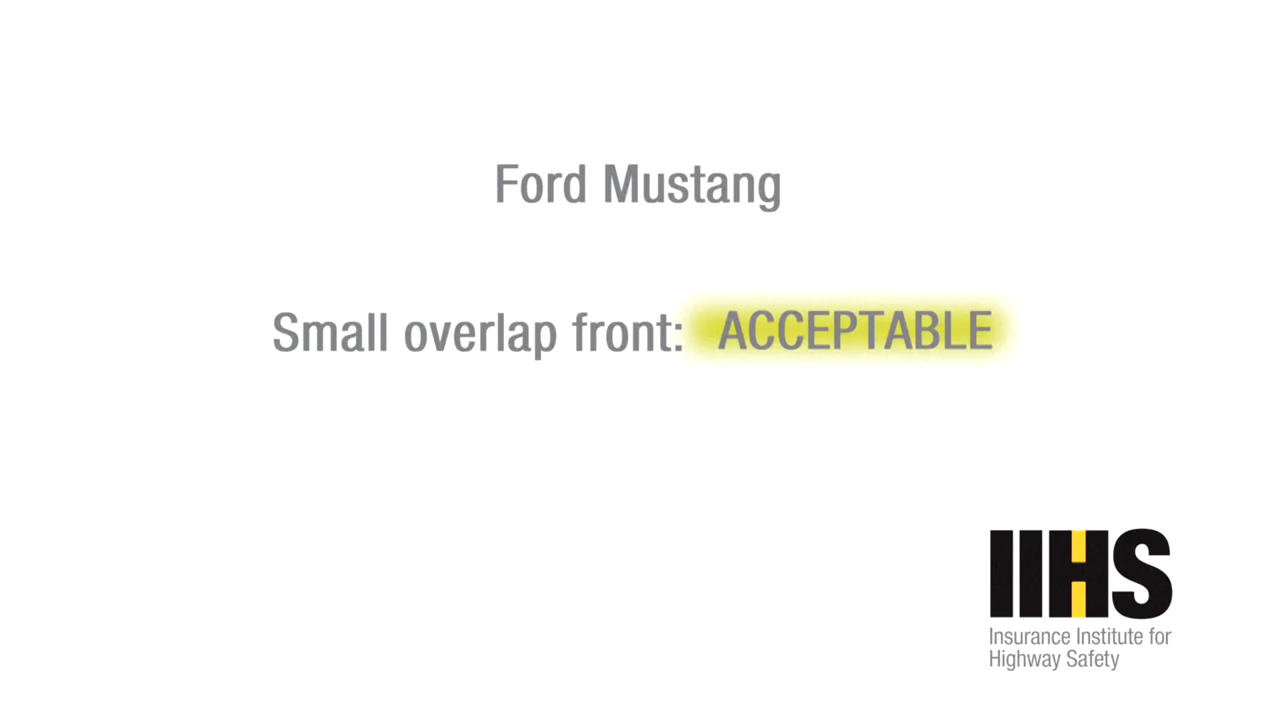 Ford Mustang
Small overlap front: ACCEPTABLE
IIHS
Insurance Institute for
Highway Safety